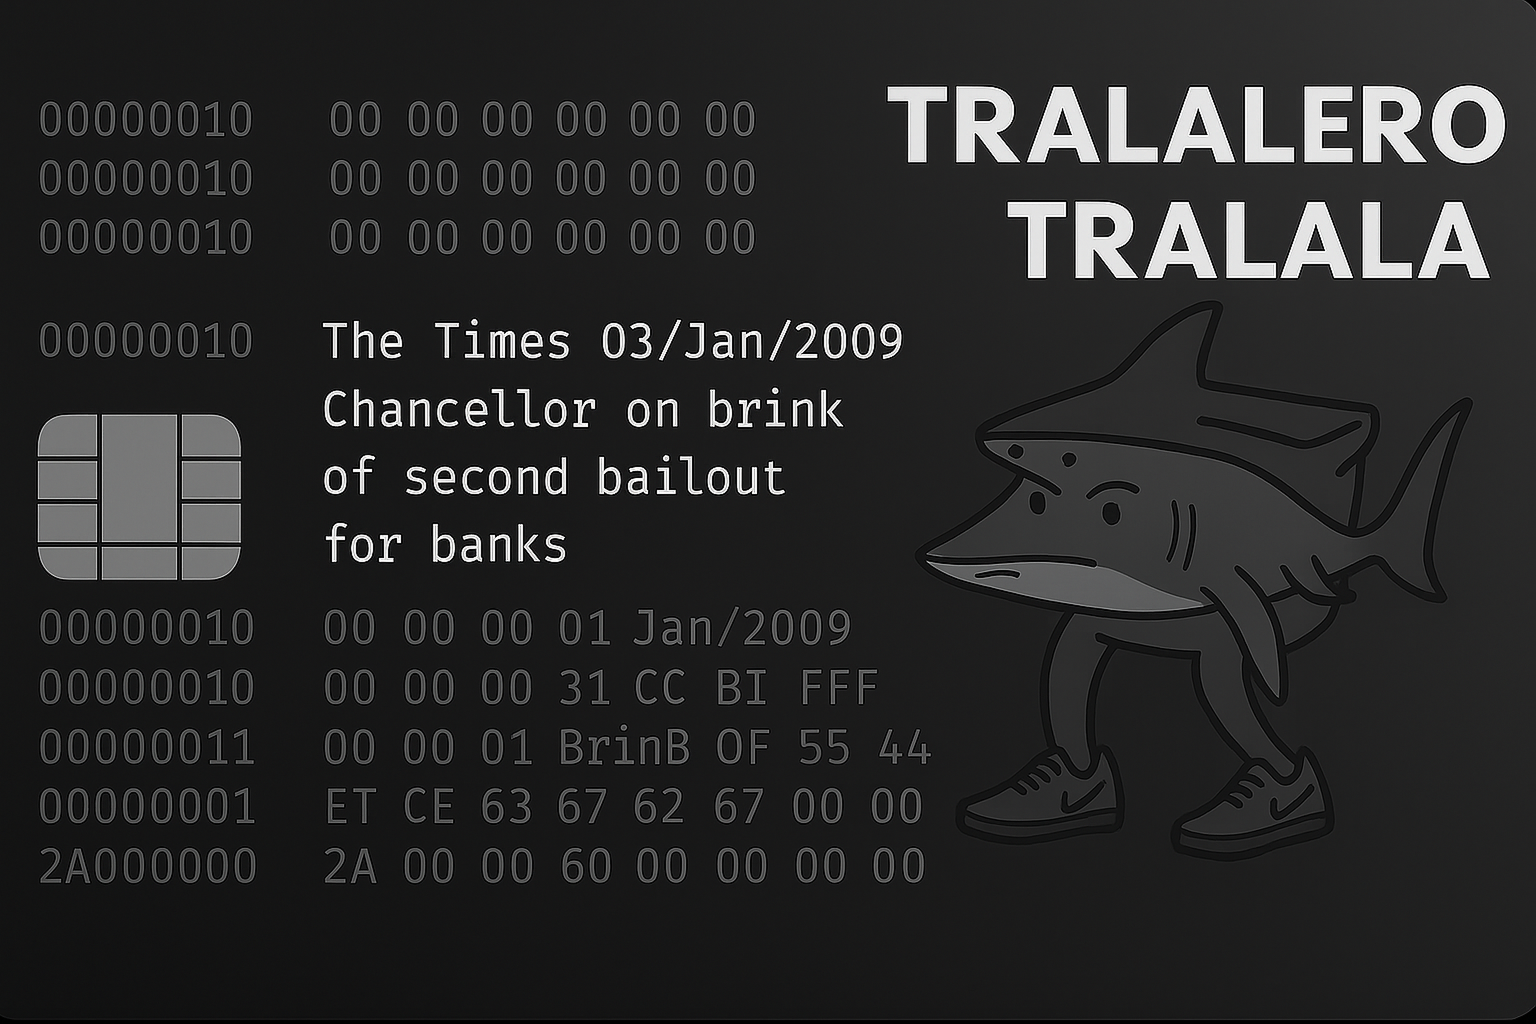 TRALALERO
TRALALA
00000010 00 00 00 00 00 00
00000010 00 00 00 00 00 00
00000010 00 00 00 00 00 00
00000010 The Times 03/Jan/2009
Chancellor on brink
of second bailout
for banks
00000010 00 00 00 01 Jan/2009
00000010 00 00 00 31 CC BI FFF
00000011 00 00 01 BrinB OF 55 44
00000001 ET CE 63 67 62 67 00 00
2A000000 2A 00 00 60 00 00 00 00